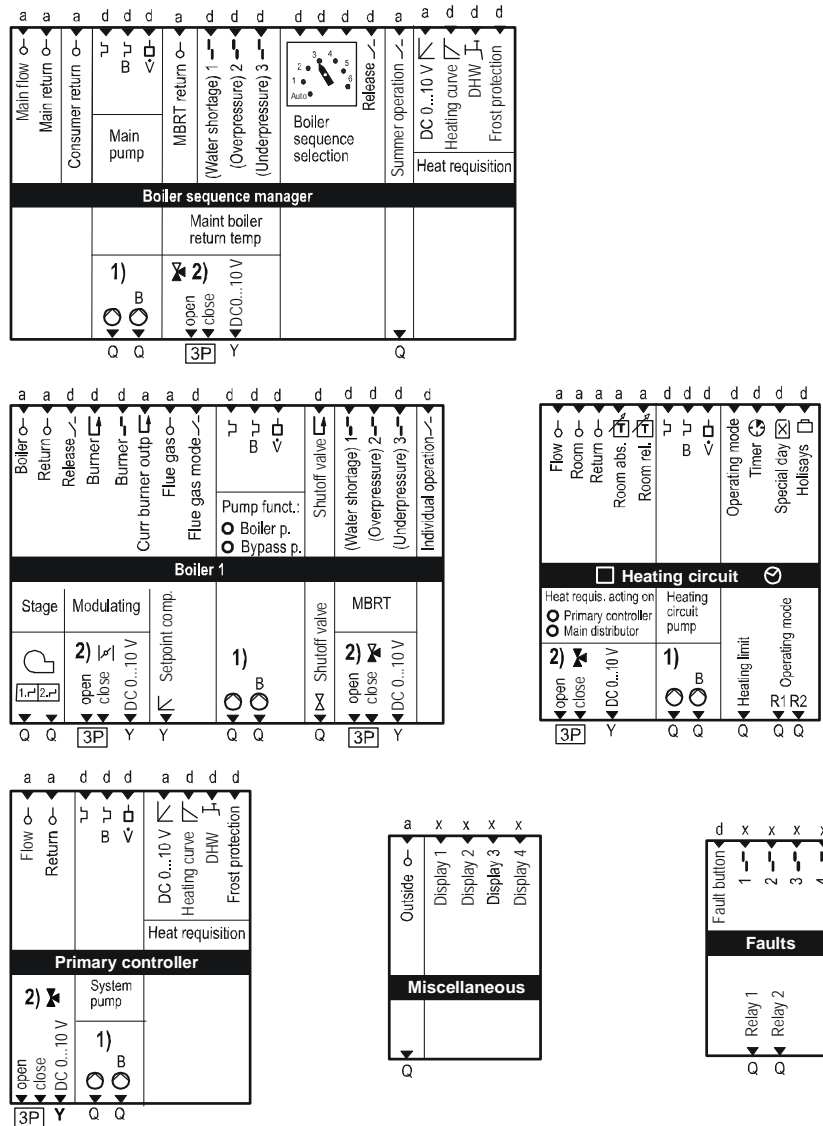 a a a d d d a d d d d d d a a d d d
Main flow
Main return
Consumer return
B
V̇
Main
pump
MBRT return
(Water shortage) 1
(Overpressure) 2
(Underpressure) 3
Auto 1 2 3 4 5 6
Boiler
sequence
selection
Release
Summer operation
DC 0...10 V
Heating curve
DHW
Frost protection
Heat requisition
Boiler sequence manager
Maint boiler
return temp
1)
B
2)
open
close
DC0...10 V
Q Q 3P Y Q
a a d d d a a d d d d d d d d d
Boiler
Return
Release
Burner
Burner
Curr burner outp
Flue gas
Flue gas mode
B
V̇
Pump funct.:
Boiler p.
Bypass p.
Shutoff valve
(Water shortage) 1
(Overpressure) 2
(Underpressure) 3
Individual operation
Boiler 1
Stage
1. 2.
Modulating
2)
open
close
DC 0...10 V
Setpoint comp.
1)
B
Shutoff valve
MBRT
2)
open
close
DC 0...10 V
Q Q 3P Y Y Q Q Q 3P Y
a a a a a d d d d d d d
Flow
Room
Return
Room abs. T
Room rel. T
B
V̇
Operating mode
Timer
Special day
Holisays
Heating circuit
Heat requis. acting on
Primary controller
Main distributor
2)
open
close
DC 0...10 V
Heating
circuit
pump
1)
B
Heating limit
Operating mode
R1 R2
3P Y Q Q Q Q Q
a a d d d a d d d
Flow
Return
B
V̇
DC 0...10 V
Heating curve
DHW
Frost protection
Heat requisition
Primary controller
2)
open
close
DC 0...10 V
System
pump
1)
B
3P Y Q Q
a x x x x
Outside
Display 1
Display 2
Display 3
Display 4
Miscellaneous
Q
d x x x x
Fault button
1
2
3
4
Faults
Relay 1
Relay 2
Q Q